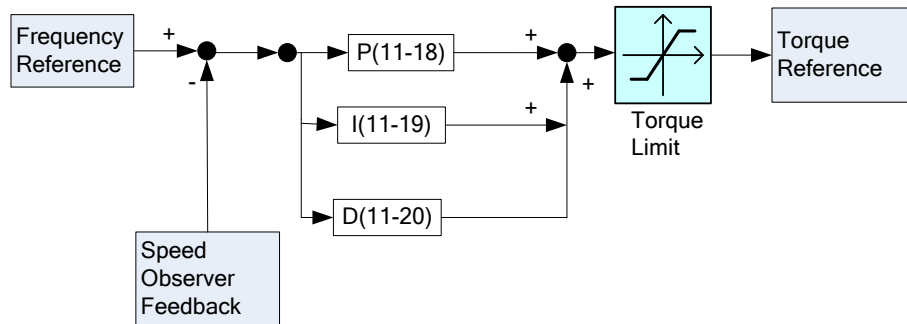 Frequency
Reference
+
-
P(11-18)
I(11-19)
D(11-20)
+
+
+
Torque
Limit
Torque
Reference
Speed
Observer
Feedback